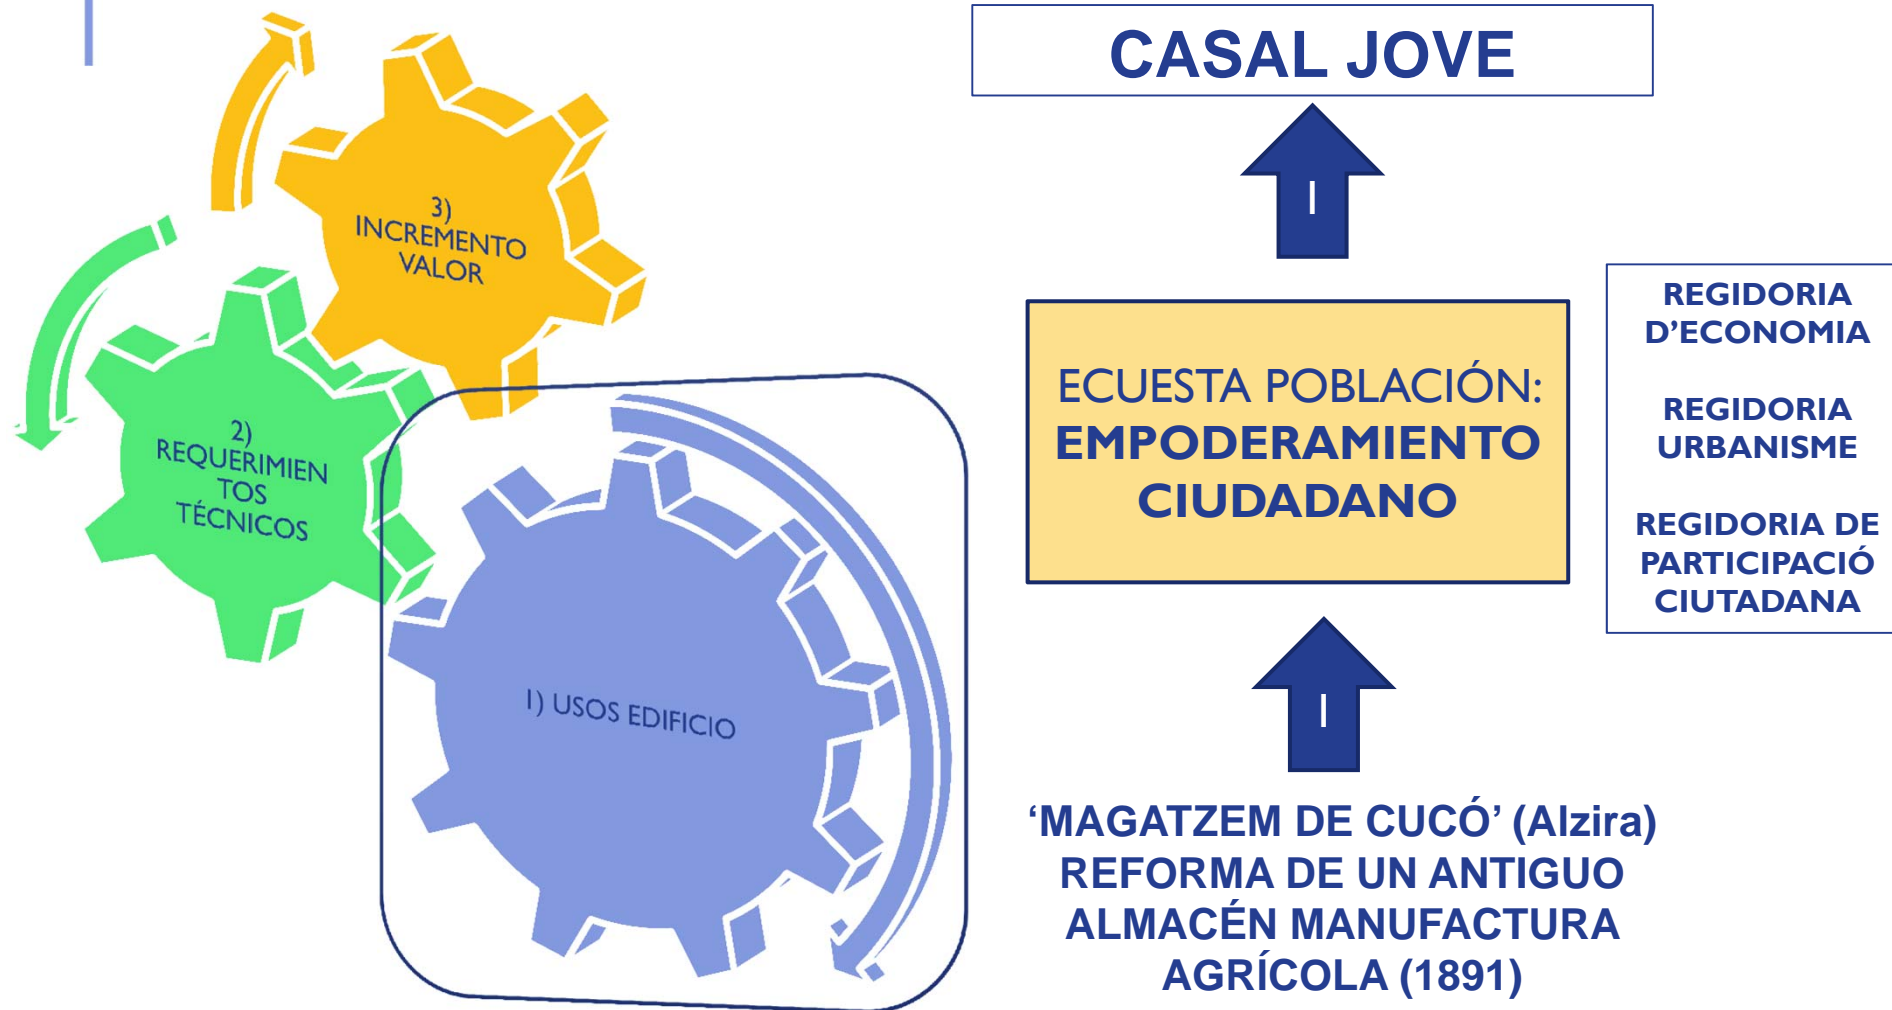 3)
INCREMENTO
VALOR
2)
REQUERIMIEN
TOS
TÉCNICOS
1) USOS EDIFICIO
CASAL JOVE
I
ECUESTA POBLACIÓN:
EMPODERAMIENTO
CIUDADANO
REGIDORIA
D’ECONOMIA
REGIDORIA
URBANISME
REGIDORIA DE
PARTICIPACIÓ
CIUTADANA
I
‘MAGATZEM DE CUCÓ’ (Alzira)
REFORMA DE UN ANTIGUO
ALMACÉN MANUFACTURA
AGRÍCOLA (1891)